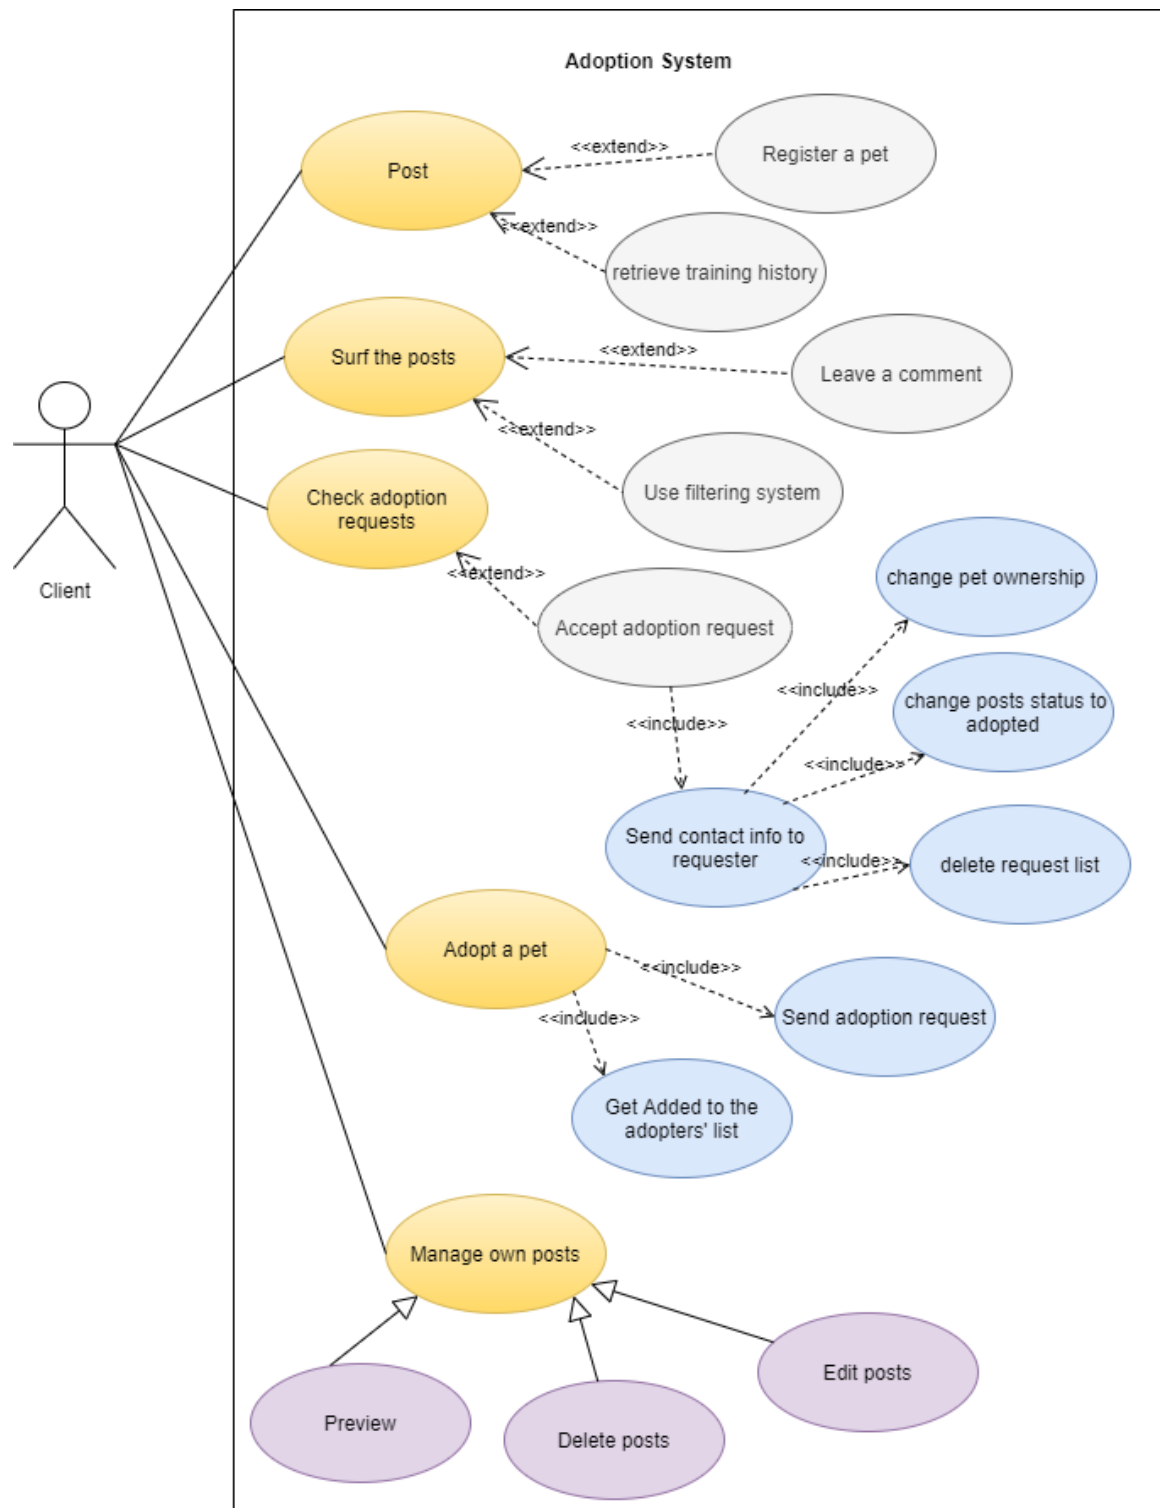 Adoption System
Post
<<extend>>
Register a pet
<<extend>>
retrieve training history
Surf the posts
<<extend>>
Leave a comment
<<extend>>
Use filtering system
Check adoption
requests
<<extend>>
Accept adoption request
Client
change pet ownership
<<include>>
<<include>>
change posts status to
adopted
<<include>>
Send contact info to
requester
<<include>>
delete request list
Adopt a pet
<<include>>
Send adoption request
<<include>>
Get Added to the
adopters' list
Manage own posts
Edit posts
Preview
Delete posts